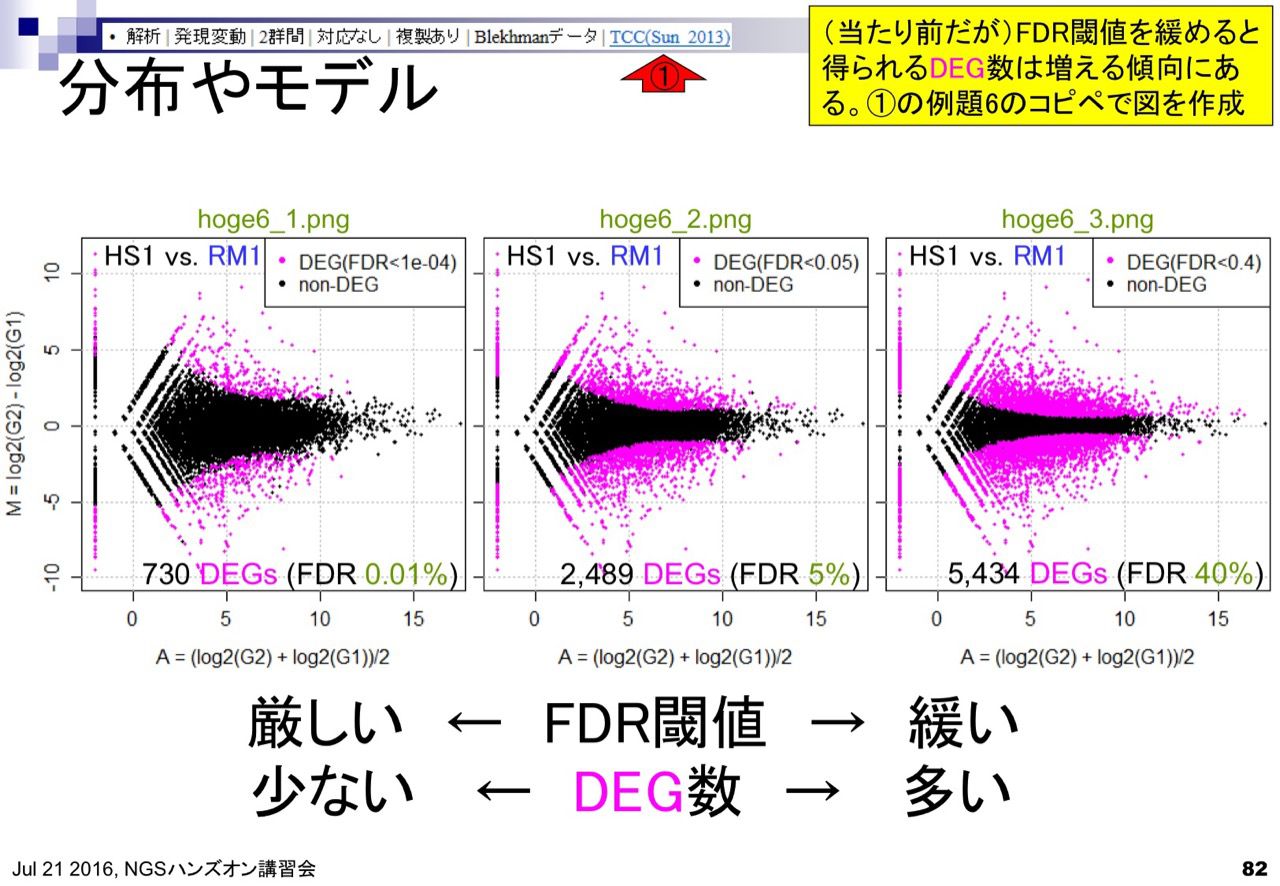 • 解析 | 発現変動 | 2群間 | 対応なし | 複製あり | Blekhmanデータ | TCC(Sun_2013)
①
(当たり前だが)FDR閾値を緩めると
得られるDEG数は増える傾向にあ
る。①の例題6のコピペで図を作成
分布やモデル
hoge6_1.png
HS1 vs. RM1
DEG(FDR<1e-04)
non-DEG
730 DEGs (FDR 0.01%)
M = log2(G2) - log2(G1)
10
5
0
-5
-10
0 5 10 15
A = (log2(G2) + log2(G1))/2
hoge6_2.png
HS1 vs. RM1
DEG(FDR<0.05)
non-DEG
2,489 DEGs (FDR 5%)
0 5 10 15
A = (log2(G2) + log2(G1))/2
hoge6_3.png
HS1 vs. RM1
DEG(FDR<0.4)
non-DEG
5,434 DEGs (FDR 40%)
0 5 10 15
A = (log2(G2) + log2(G1))/2
厳しい ← FDR閾値 → 緩い
少ない ← DEG数 → 多い
Jul 21 2016, NGSハンズオン講習会
82